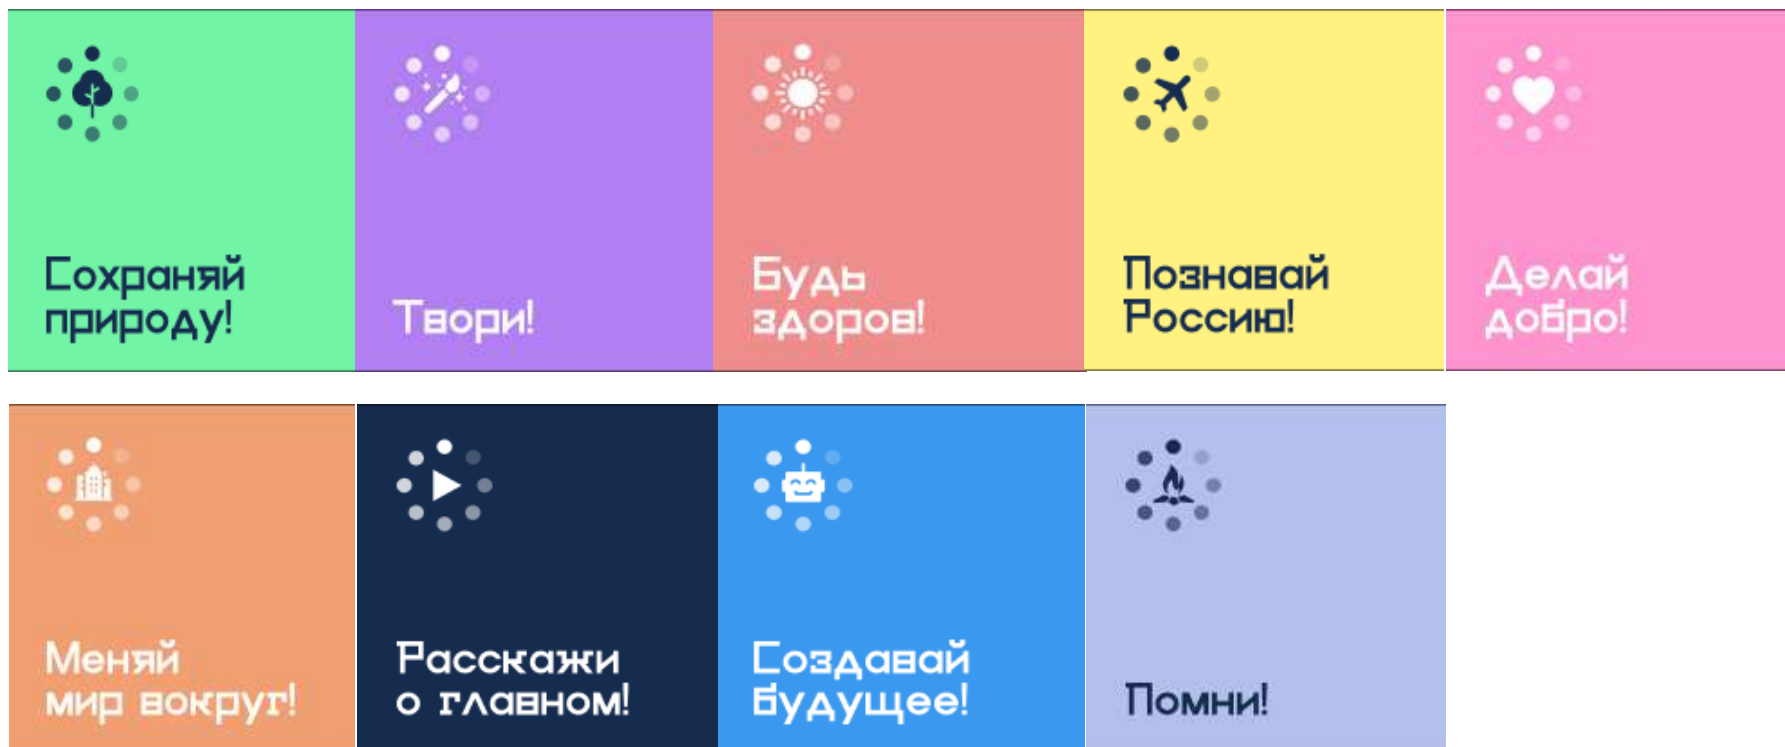 Сохраняй
природу!
Твори!
Будь
здоров!
Познавай
Россию!
Делай
добро!
Меняй
мир вокруг!
Расскажи
о главном!
Создавай
будущее!
Помни!